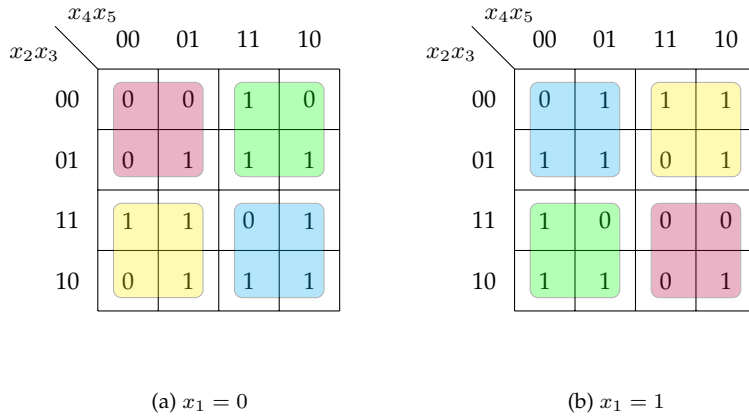 x₄x₅ x₄x₅
x₂x₃ 00 01 11 10 x₂x₃ 00 01 11 10
00 0 0 1 0 00 0 1 1 1
01 0 1 1 1 01 1 1 0 1
11 1 1 0 1 11 1 0 0 0
10 0 1 1 1 10 1 1 0 1
(a) x₁ = 0 (b) x₁ = 1